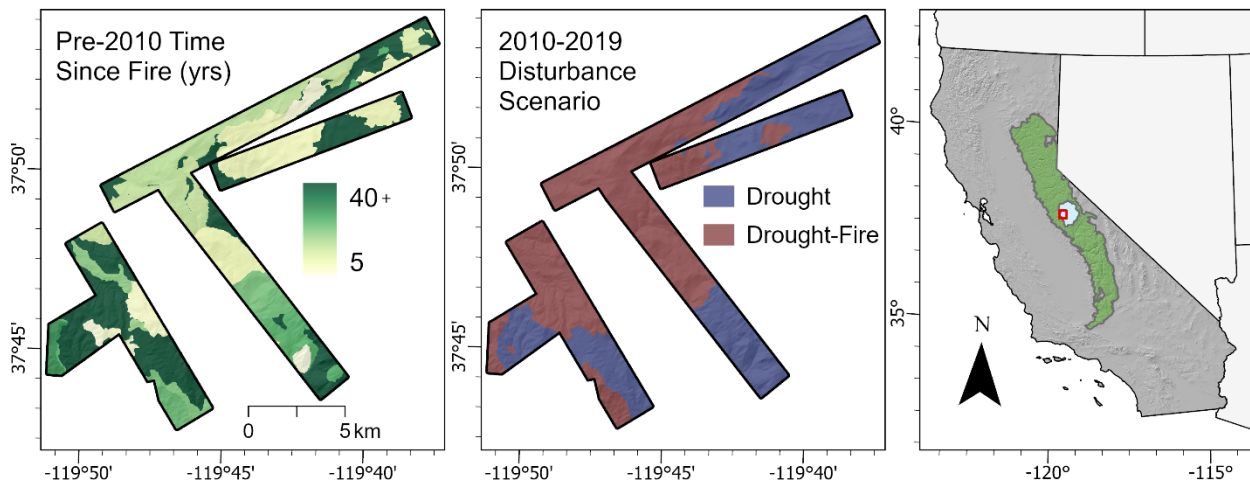 Pre-2010 Time
Since Fire (yrs)
37°50'
37°45'
40+
5
0 5 km
-119°50' -119°45' -119°40'
2010-2019
Disturbance
Scenario
37°50'
37°45'
Drought
Drought-Fire
-119°50' -119°45' -119°40'
40°
35°
N
-120° -115°